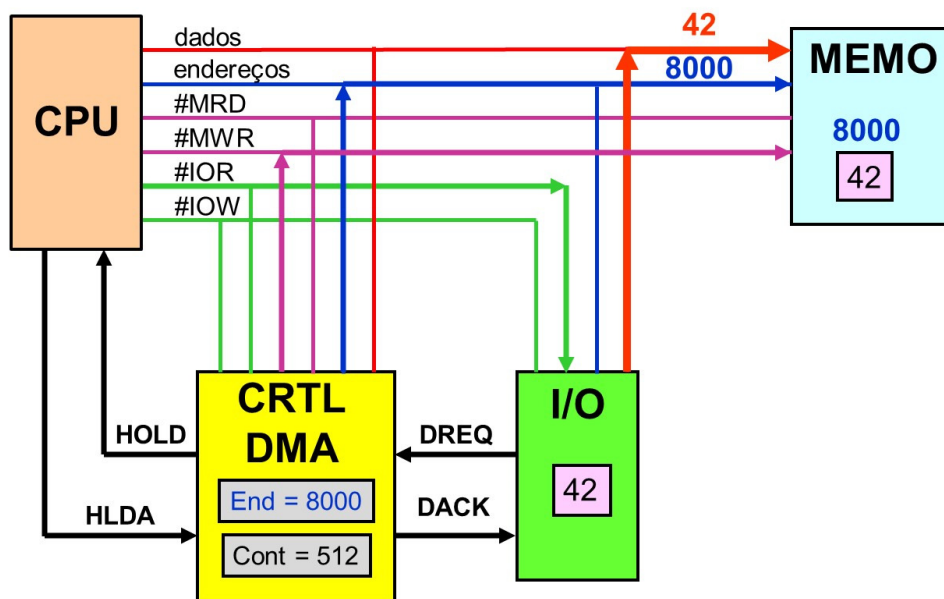 dados
42
endereços
8000
#MRD
#MWR
#IOR
#IOW
CPU
MEMO
8000
42
CRTL
DMA
End = 8000
Cont = 512
HOLD
HLDA
DREQ
DACK
I/O
42